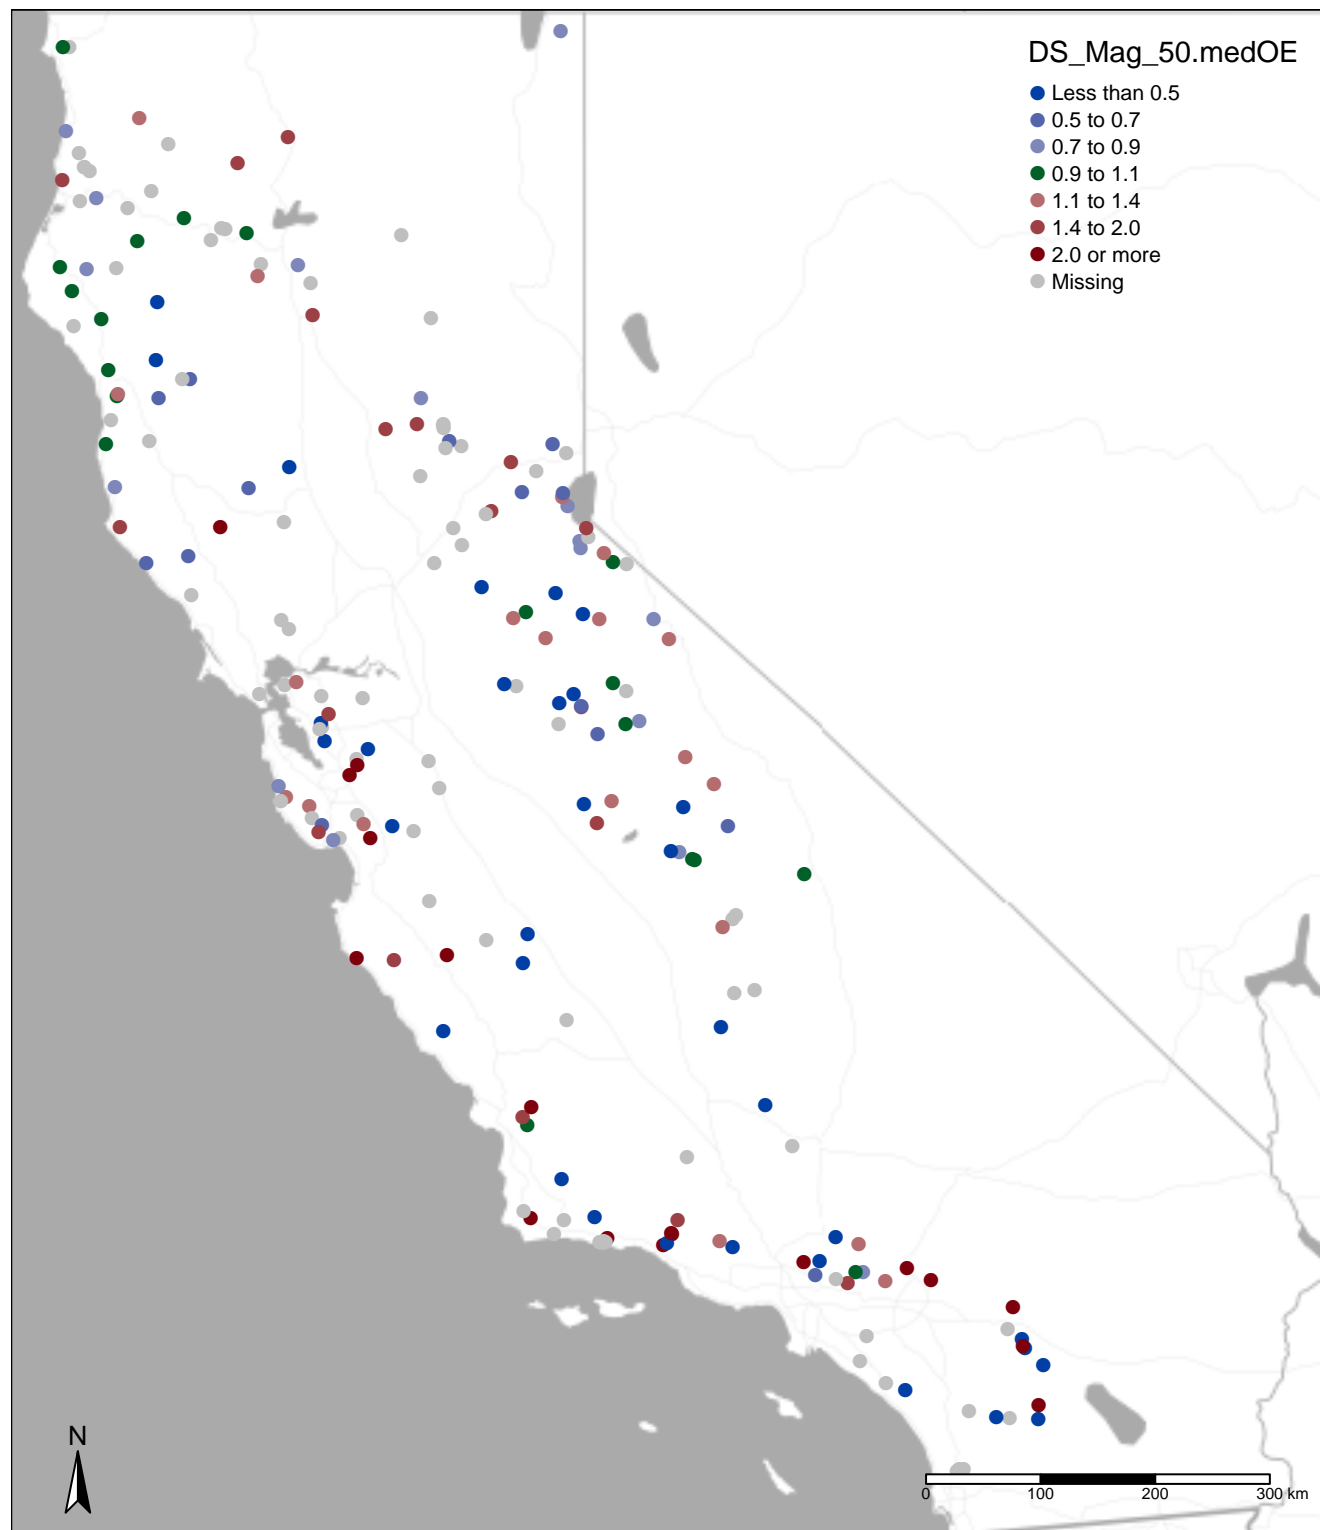 DS_Mag_50.medOE
Less than 0.5
0.5 to 0.7
0.7 to 0.9
0.9 to 1.1
1.1 to 1.4
1.4 to 2.0
2.0 or more
Missing
N
0 100 200 300 km